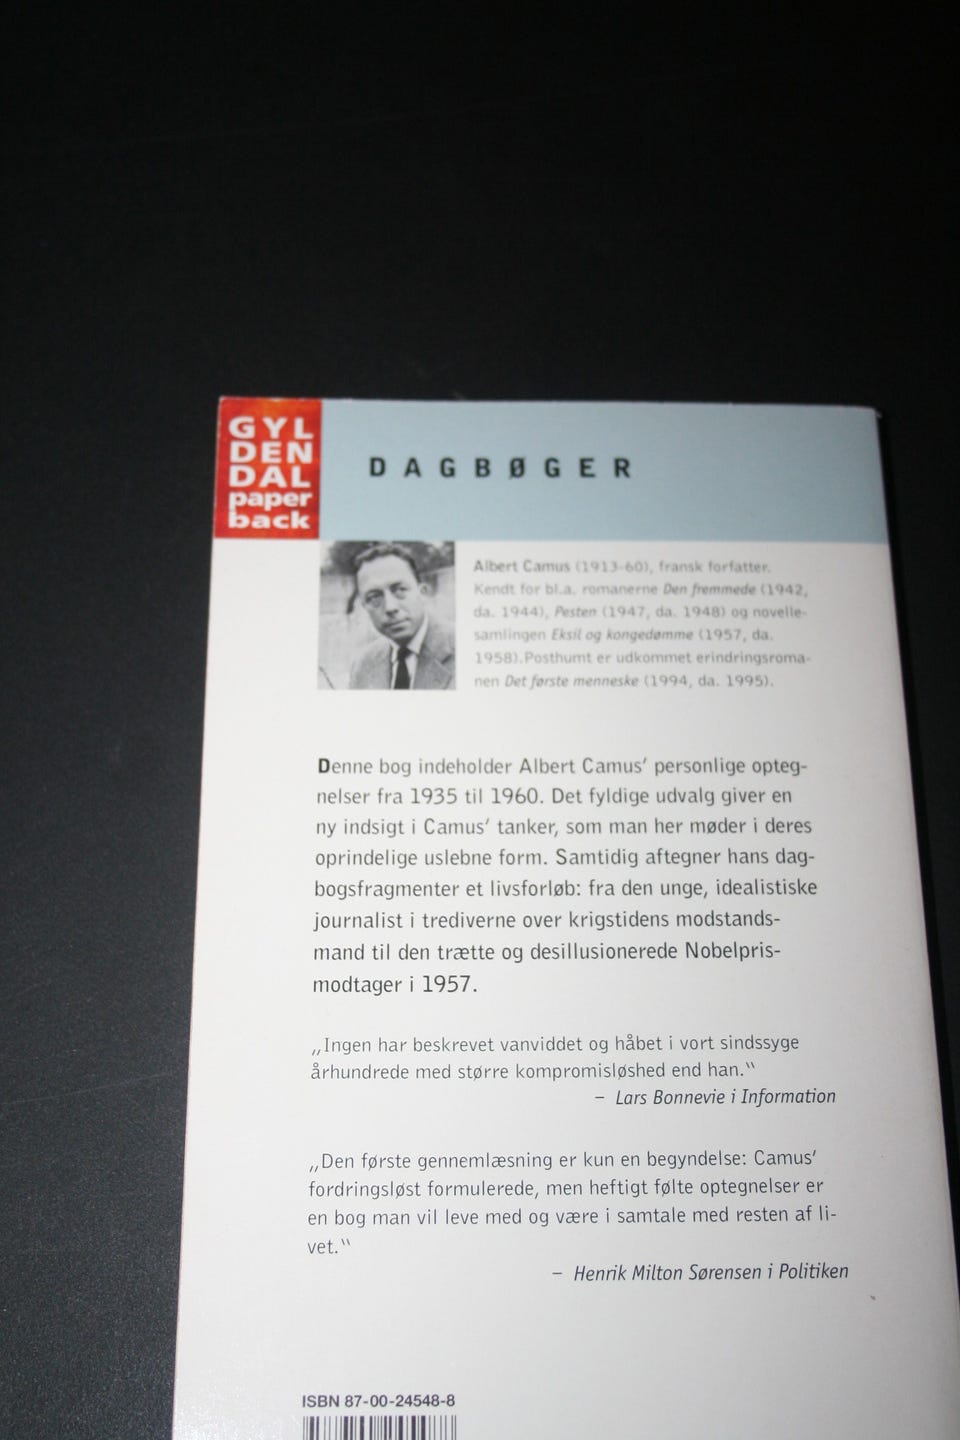 GYL
DEN
DAL
paper
back
DAGBØGER
Albert Camus (1913-60), fransk forfatter.
Kendt for bl.a. romanerne Den fremmede (1942,
da. 1944), Pesten (1947, da. 1948) og novelle-
samlingen Eksil og kongedømme (1957, da.
1958).Posthumt er udkommet erindringsroma-
nen Det første menneske (1994, da. 1995).
Denne bog indeholder Albert Camus' personlige opteg-
nelser fra 1935 til 1960. Det fyldige udvalg giver en
ny indsigt i Camus' tanker, som man her møder i deres
oprindelige uslebne form. Samtidig aftegner hans dag-
bogsfragmenter et livsforløb: fra den unge, idealistiske
journalist i trediverne over krigstidens modstands-
mand til den trætte og desillusionerede Nobelpris-
modtager i 1957.
„Ingen har beskrevet vanviddet og håbet i vort sindssyge
århundrede med større kompromisløshed end han.“
– Lars Bonnevie i Information
„Den første gennemlæsning er kun en begyndelse: Camus'
fordringsløst formulerede, men heftigt følte optegnelser er
en bog man vil leve med og være i samtale med resten af li-
vet.“
– Henrik Milton Sørensen i Politiken
ISBN 87-00-24548-8